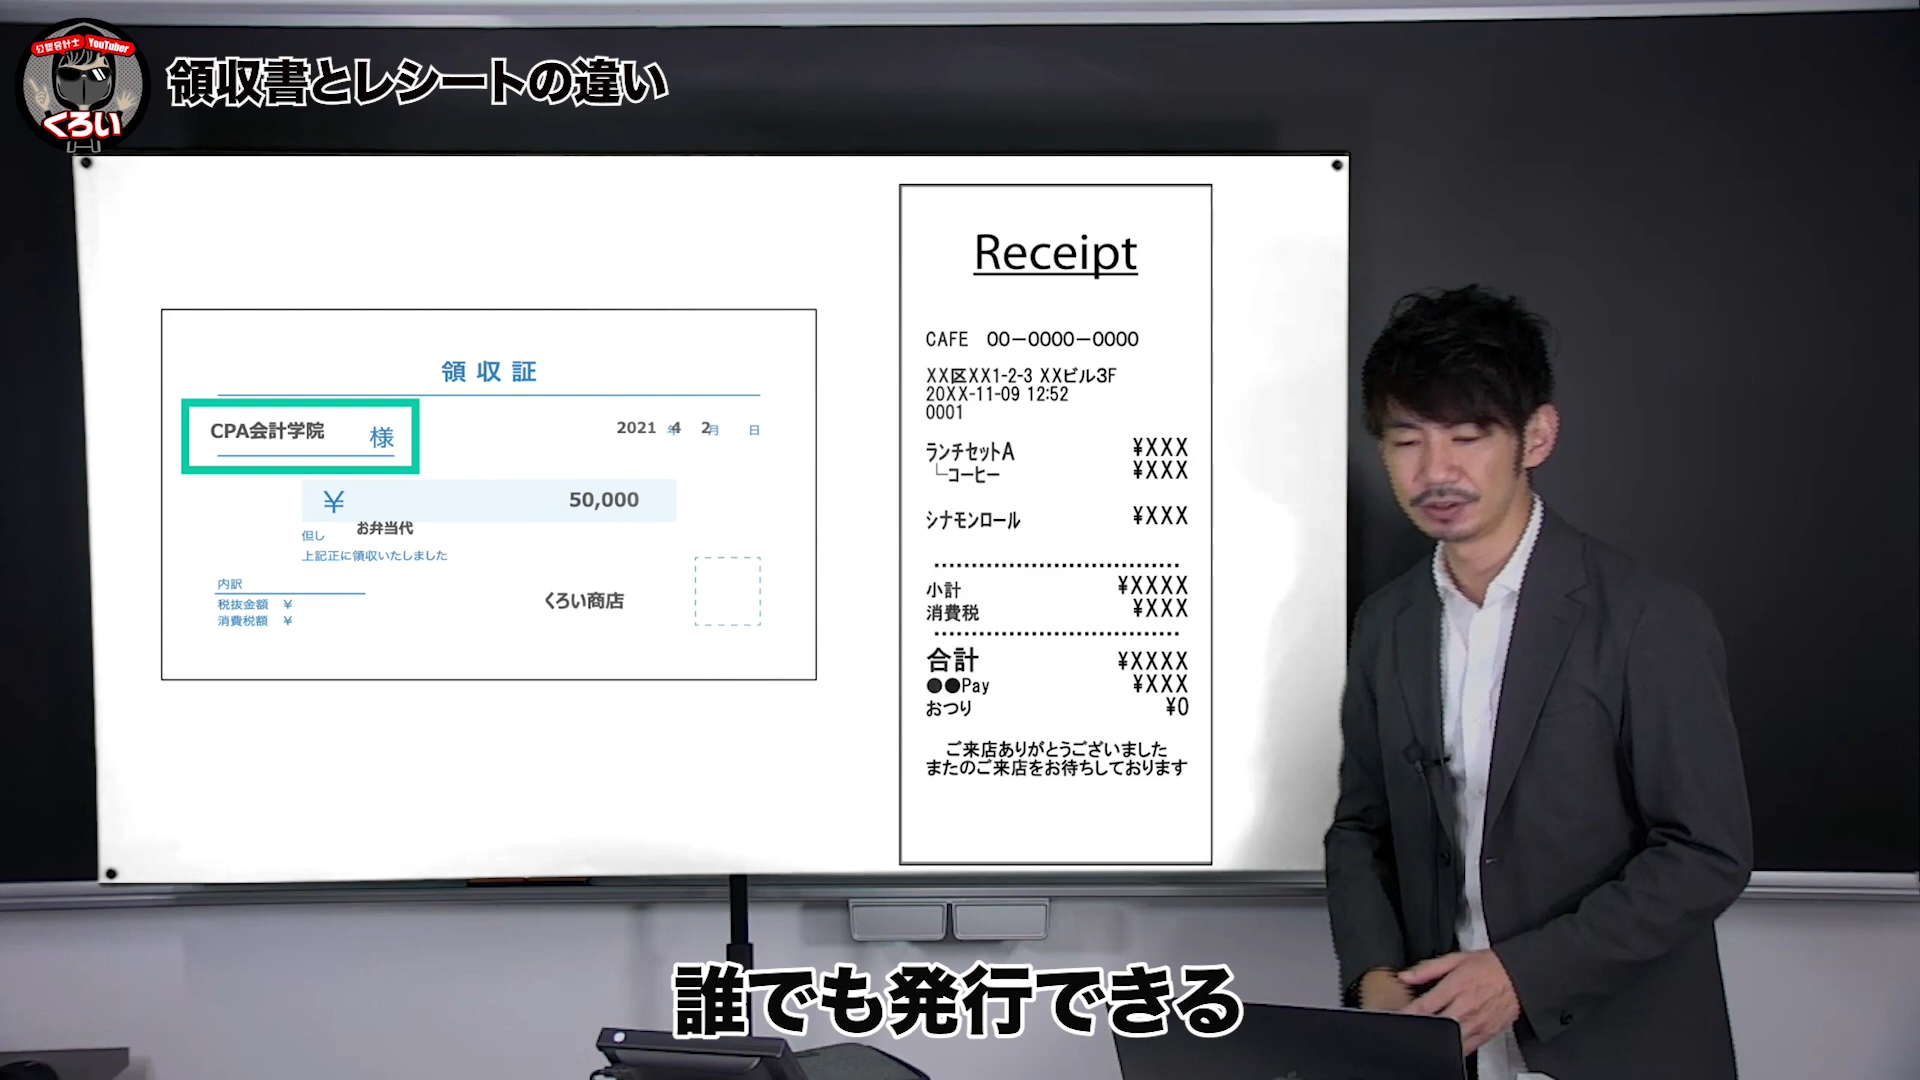 公認会計士 YouTuber
くろい
領収書とレシートの違い
領収証
CPA会計学院 様
2021 年 4 月 2 日
¥ 50,000
但し お弁当代
上記正に領収いたしました
内訳
税抜金額 ¥
消費税額 ¥
くろい商店
Receipt
CAFE 00-0000-0000
XX区XX1-2-3 XXビル3F
20XX-11-09 12:52
0001
ランチセットA ¥XXX
└コーヒー ¥XXX
シナモンロール ¥XXX
小計 ¥XXXX
消費税 ¥XXX
合計 ¥XXXX
●●Pay ¥XXX
おつり ¥0
ご来店ありがとうございました
またのご来店をお待ちしております
誰でも発行できる